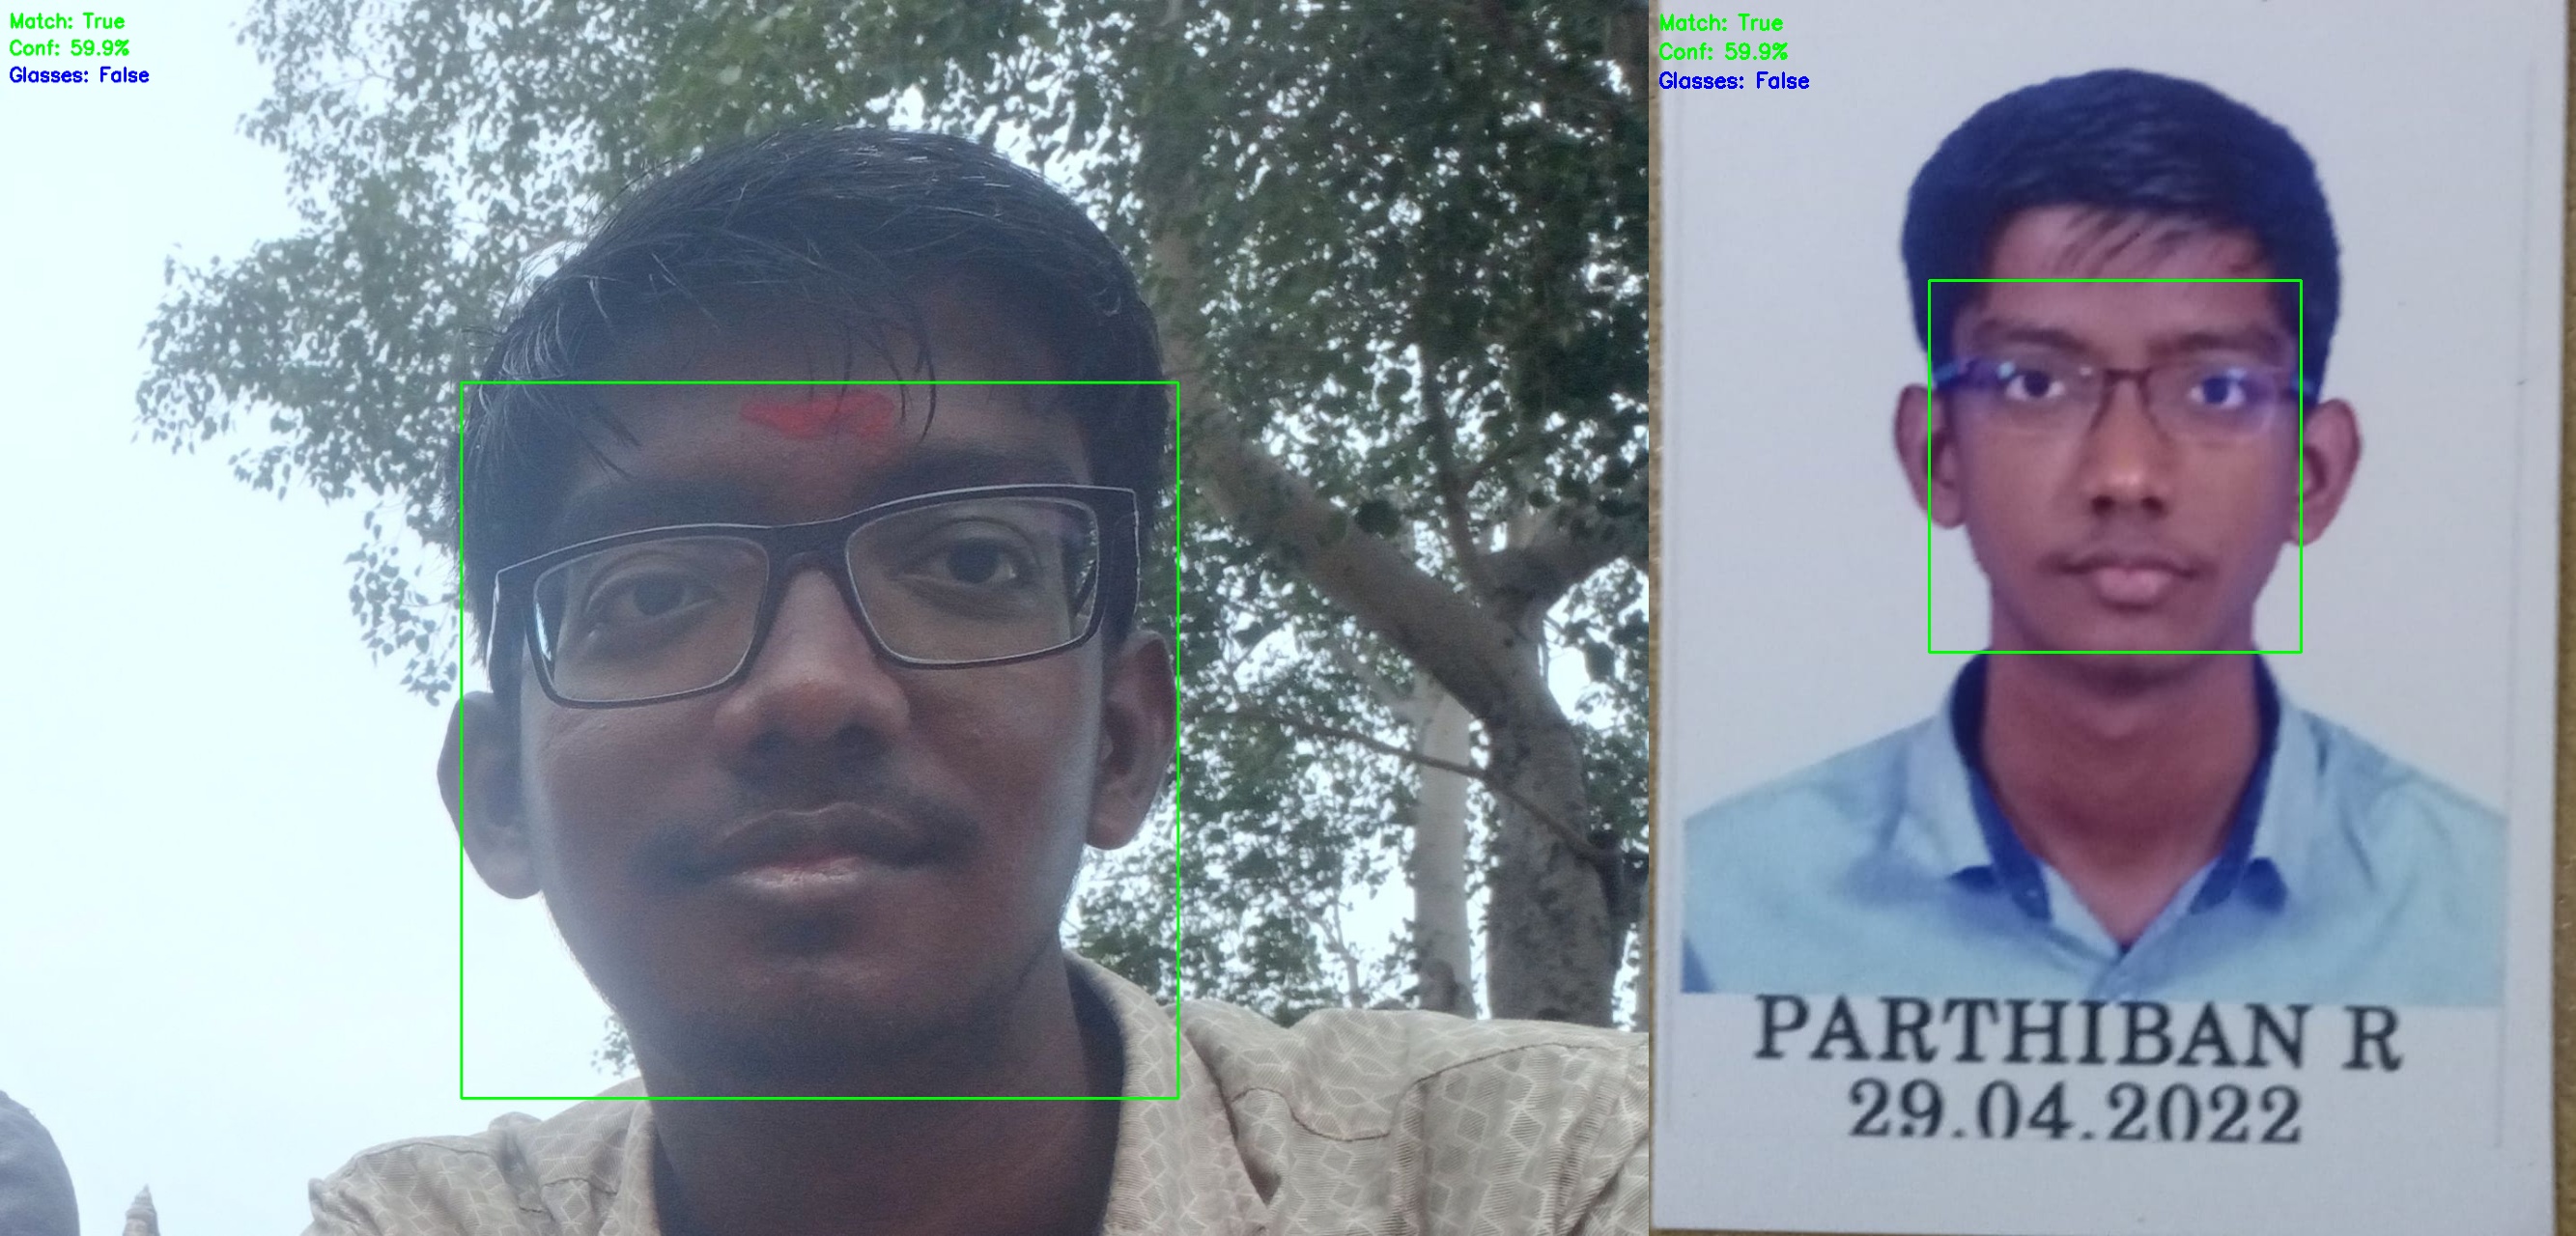 Match: True
Conf: 59.9%
Glasses: False
Match: True
Conf: 59.9%
Glasses: False
PARTHIBAN R
29.04.2022